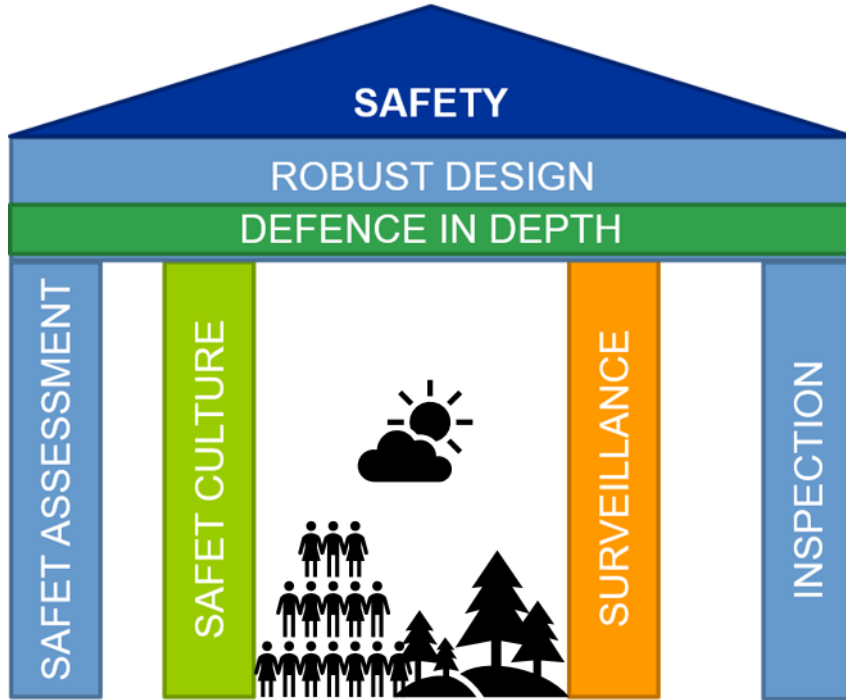 SAFETY
ROBUST DESIGN
DEFENCE IN DEPTH
SAFET ASSESSMENT
SAFET CULTURE
SURVEILLANCE
INSPECTION